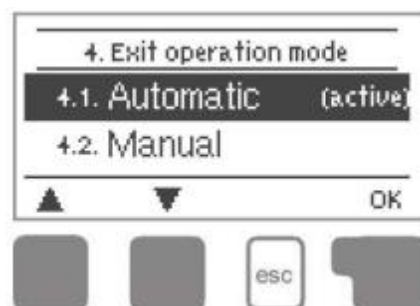 4. Exit operation mode
4.1. Automatic (active)
4.2. Manual
OK
esc